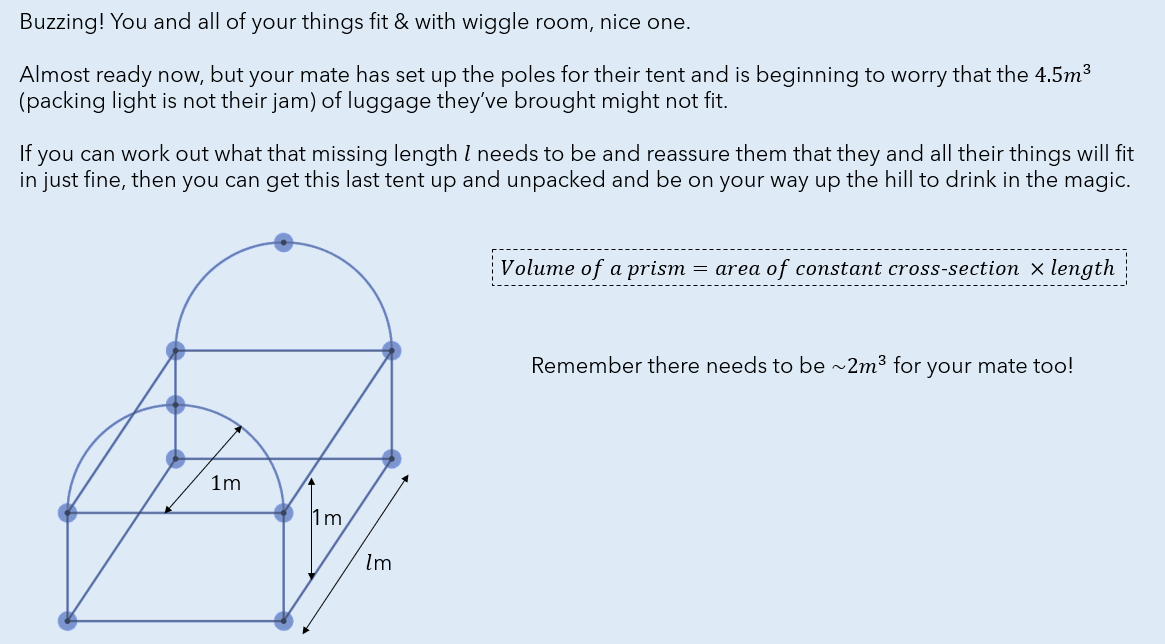 Buzzing! You and all of your things fit & with wiggle room, nice one.
Almost ready now, but your mate has set up the poles for their tent and is beginning to worry that the 4.5m³
(packing light is not their jam) of luggage they’ve brought might not fit.
If you can work out what that missing length l needs to be and reassure them that they and all their things will fit
in just fine, then you can get this last tent up and unpacked and be on your way up the hill to drink in the magic.
Volume of a prism = area of constant cross-section × length
Remember there needs to be ~2m³ for your mate too!
1m
1m
lm